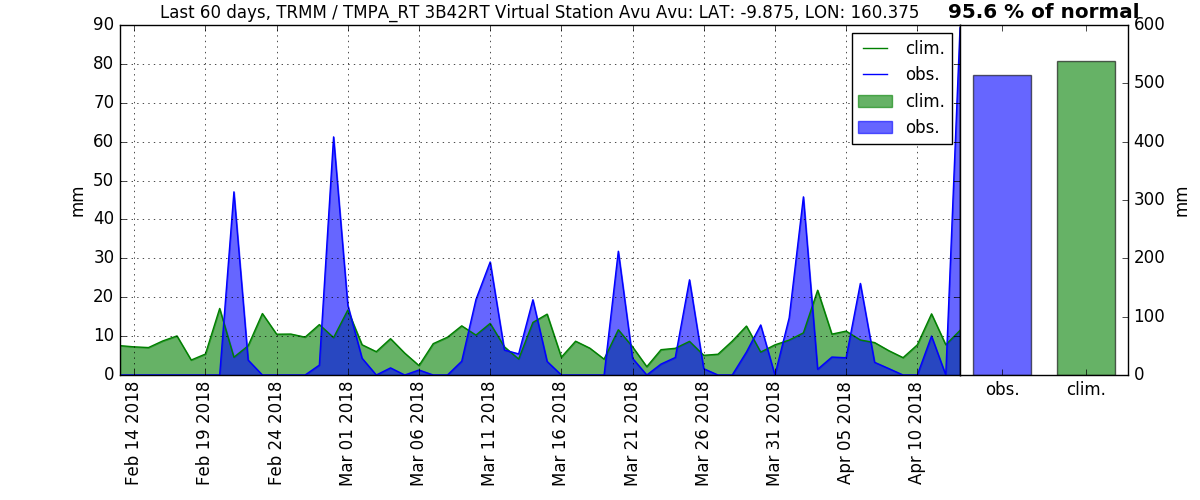 Last 60 days, TRMM / TMPA_RT 3B42RT Virtual Station Avu Avu: LAT: -9.875, LON: 160.375
95.6 % of normal
90
80
70
60
50
40
30
20
10
0
mm
clim.
obs.
clim.
obs.
Feb 14 2018
Feb 19 2018
Feb 24 2018
Mar 01 2018
Mar 06 2018
Mar 11 2018
Mar 16 2018
Mar 21 2018
Mar 26 2018
Mar 31 2018
Apr 05 2018
Apr 10 2018
600
500
400
300
200
100
0
mm
obs.
clim.